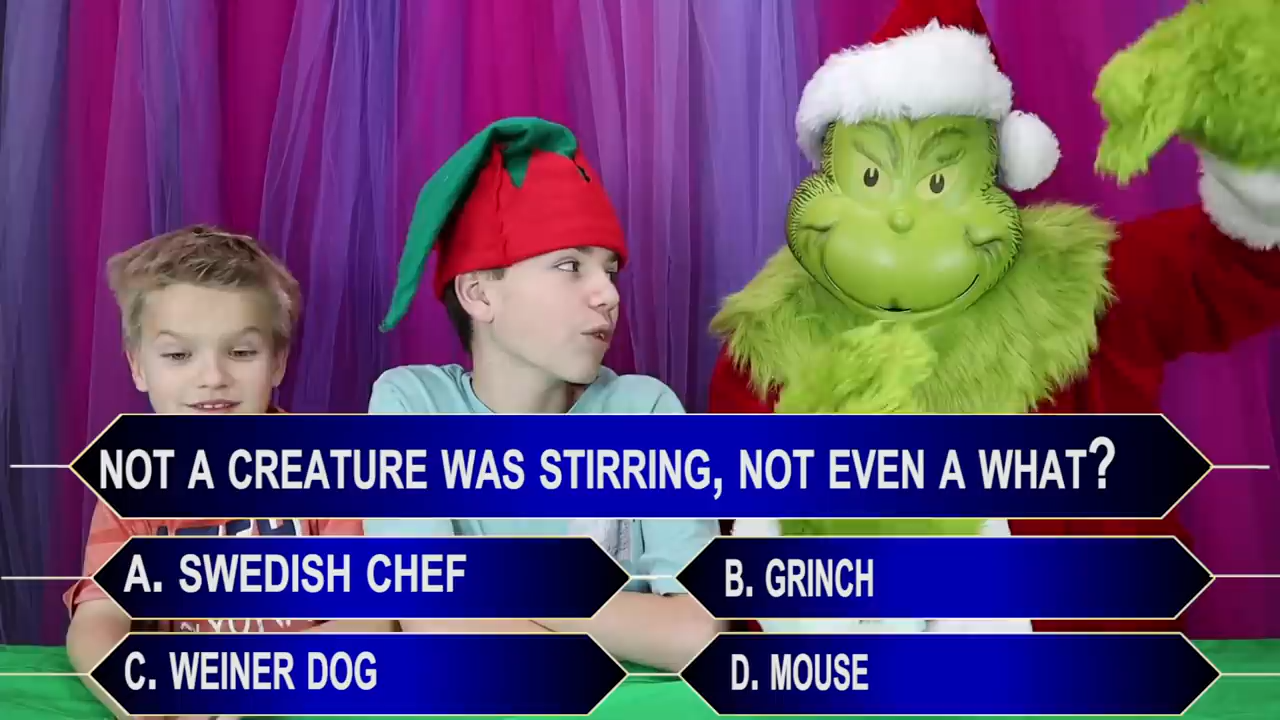 NOT A CREATURE WAS STIRRING, NOT EVEN A WHAT?
A. SWEDISH CHEF
B. GRINCH
C. WEINER DOG
D. MOUSE